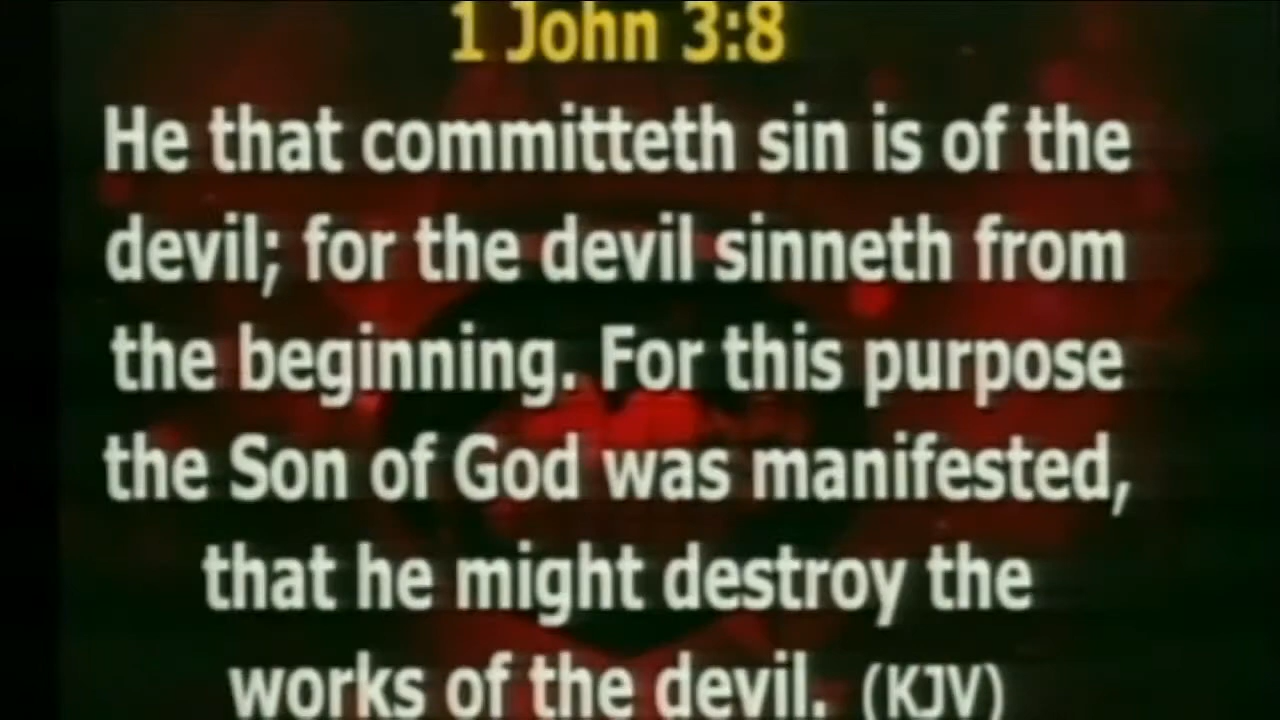 1 John 3:8
He that committeth sin is of the
devil; for the devil sinneth from
the beginning. For this purpose
the Son of God was manifested,
that he might destroy the
works of the devil. (KJV)